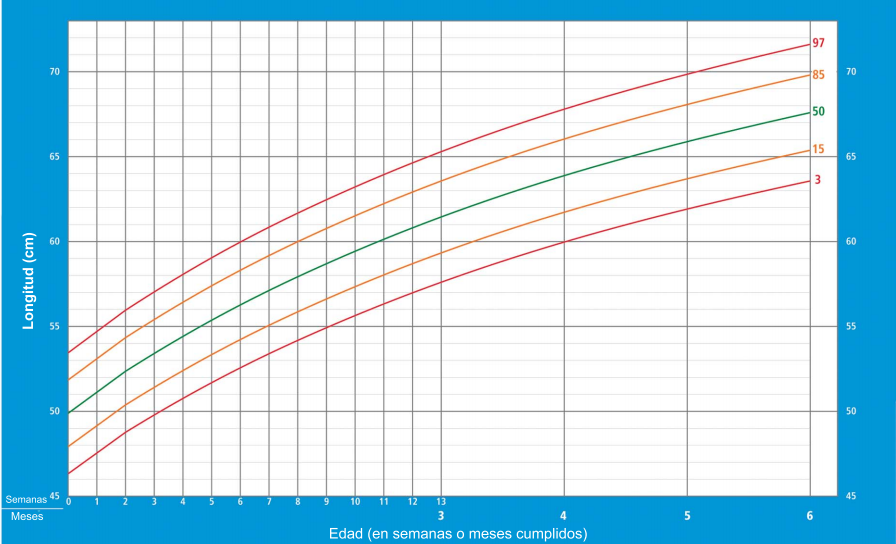 97
70 70
85
50
15
65 65
3
60 60
55 55
50 50
45 45
Longitud (cm)
Semanas 0 1 2 3 4 5 6 7 8 9 10 11 12 13
Meses 3 4 5 6
Edad (en semanas o meses cumplidos)